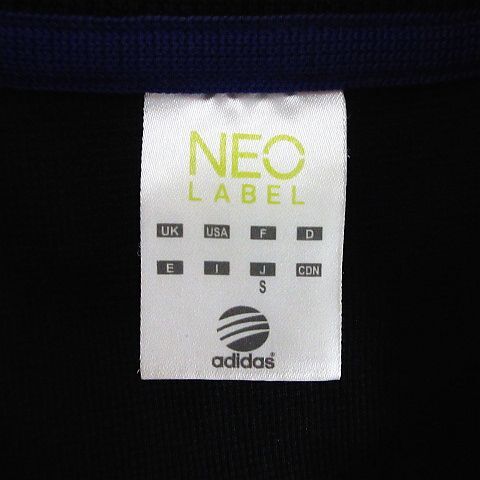 NEO
LABEL
UK USA F D
E I J CDN
S
adidas